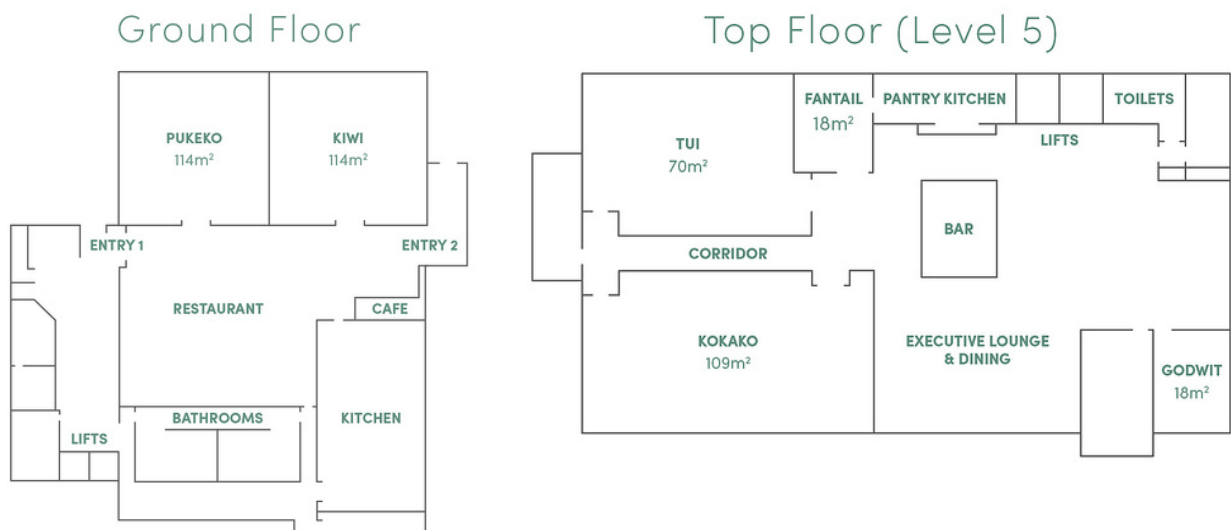 Ground Floor
PUKEKO
114m²
KIWI
114m²
ENTRY 1
ENTRY 2
RESTAURANT
CAFE
BATHROOMS
KITCHEN
LIFTS
Top Floor (Level 5)
TUI
70m²
FANTAIL
18m²
PANTRY KITCHEN
TOILETS
LIFTS
BAR
CORRIDOR
KOKAKO
109m²
EXECUTIVE LOUNGE
& DINING
GODWIT
18m²